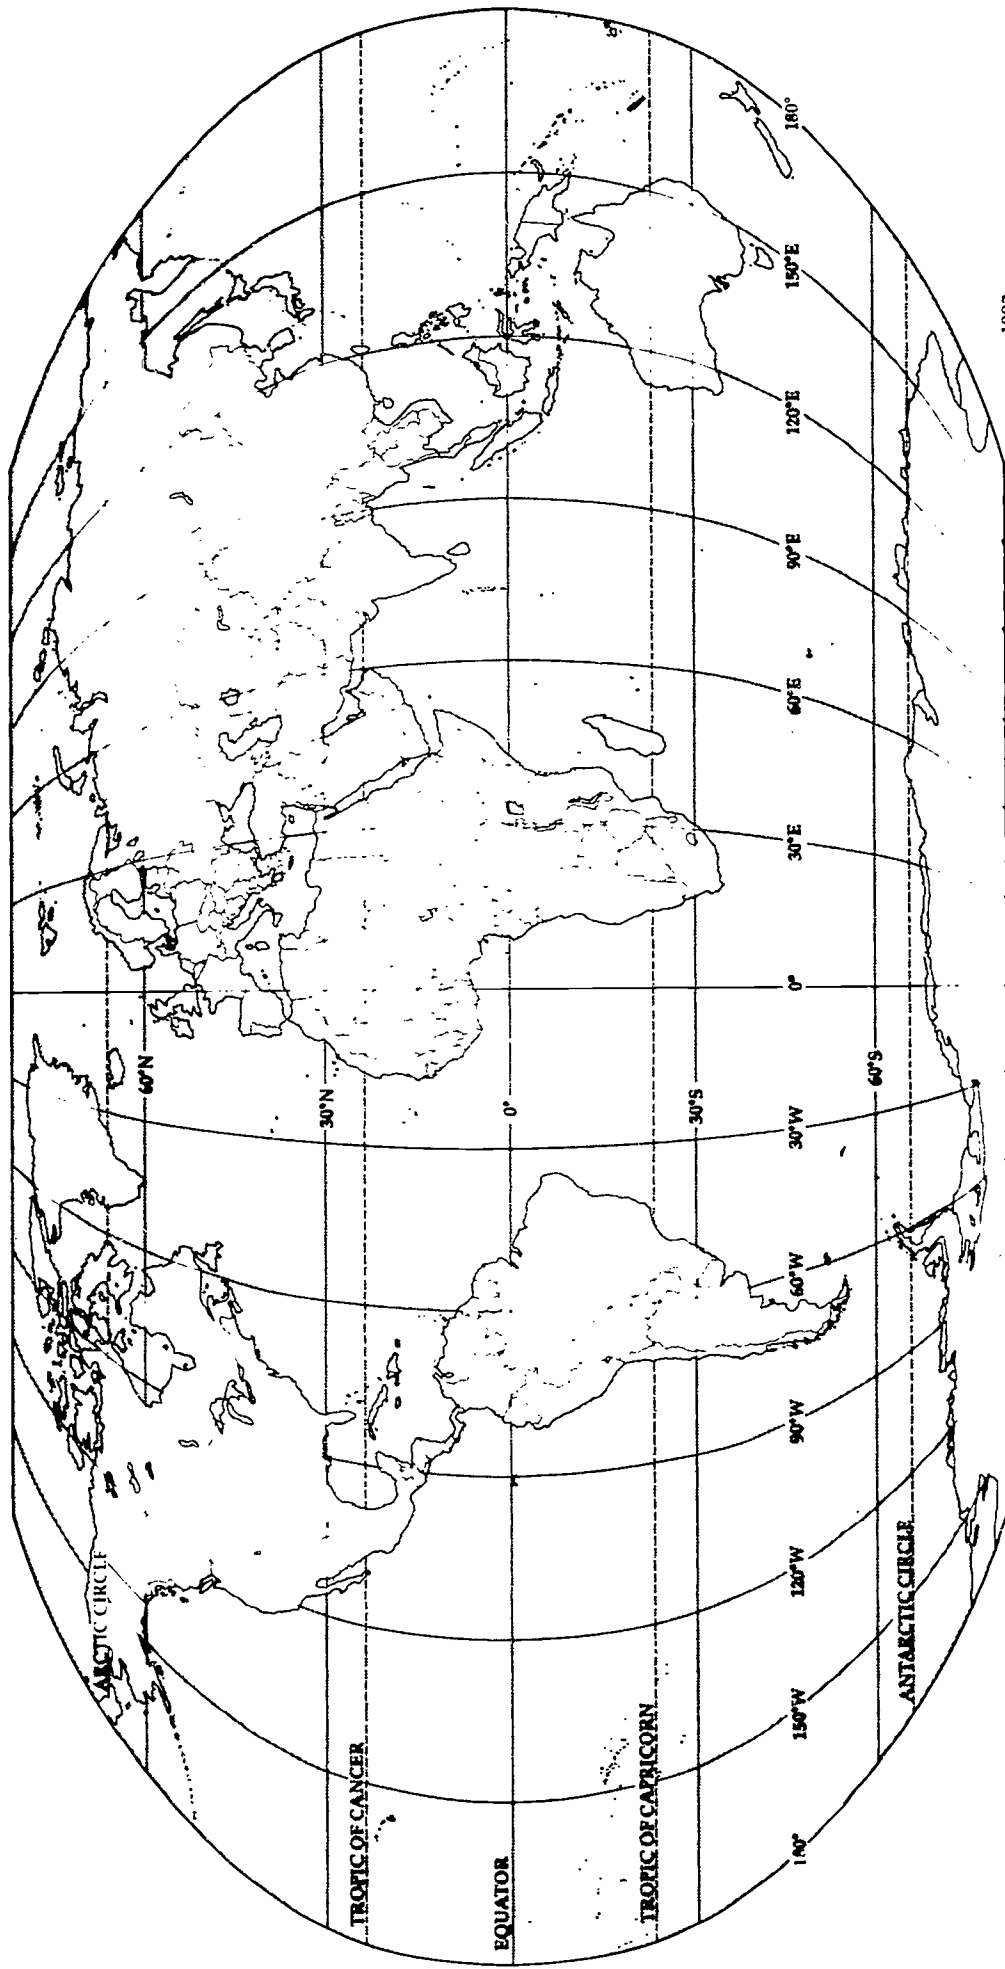 ARCTIC CIRCLE
60°N
30°N
TROPIC OF CANCER
0°
EQUATOR
TROPIC OF CAPRICORN
30°S
180°
150°W
120°W
90°W
60°W
30°W
0°
30°E
60°E
90°E
120°E
150°E
180°
60°S
ANTARCTIC CIRCLE